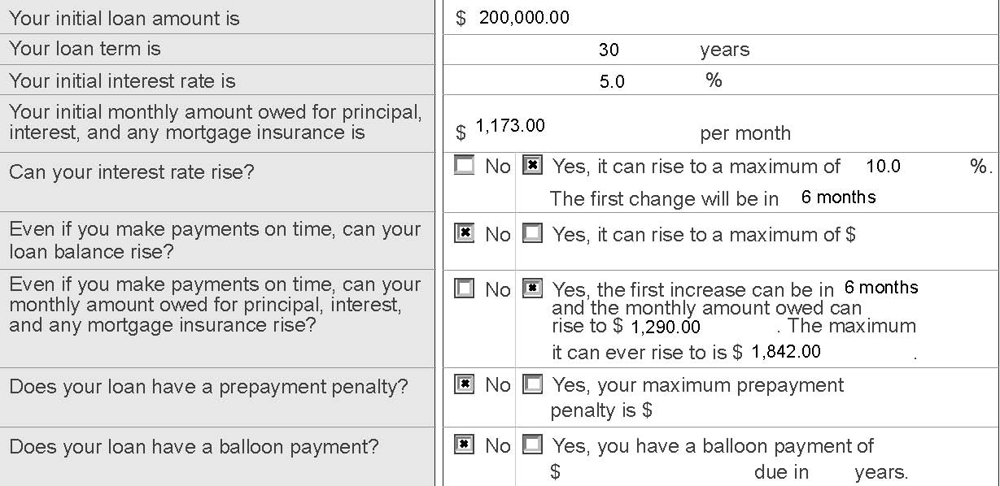 Your initial loan amount is $ 200,000.00
Your loan term is 30 years
Your initial interest rate is 5.0 %
Your initial monthly amount owed for principal,
interest, and any mortgage insurance is
$ 1,173.00 per month
Can your interest rate rise?
No Yes, it can rise to a maximum of 10.0 %.
The first change will be in 6 months
Even if you make payments on time, can your
loan balance rise?
No Yes, it can rise to a maximum of $
Even if you make payments on time, can your
monthly amount owed for principal, interest,
and any mortgage insurance rise?
No Yes, the first increase can be in 6 months
and the monthly amount owed can
rise to $ 1,290.00 . The maximum
it can ever rise to is $ 1,842.00 .
Does your loan have a prepayment penalty?
No Yes, your maximum prepayment
penalty is $
Does your loan have a balloon payment?
No Yes, you have a balloon payment of
$ due in years.